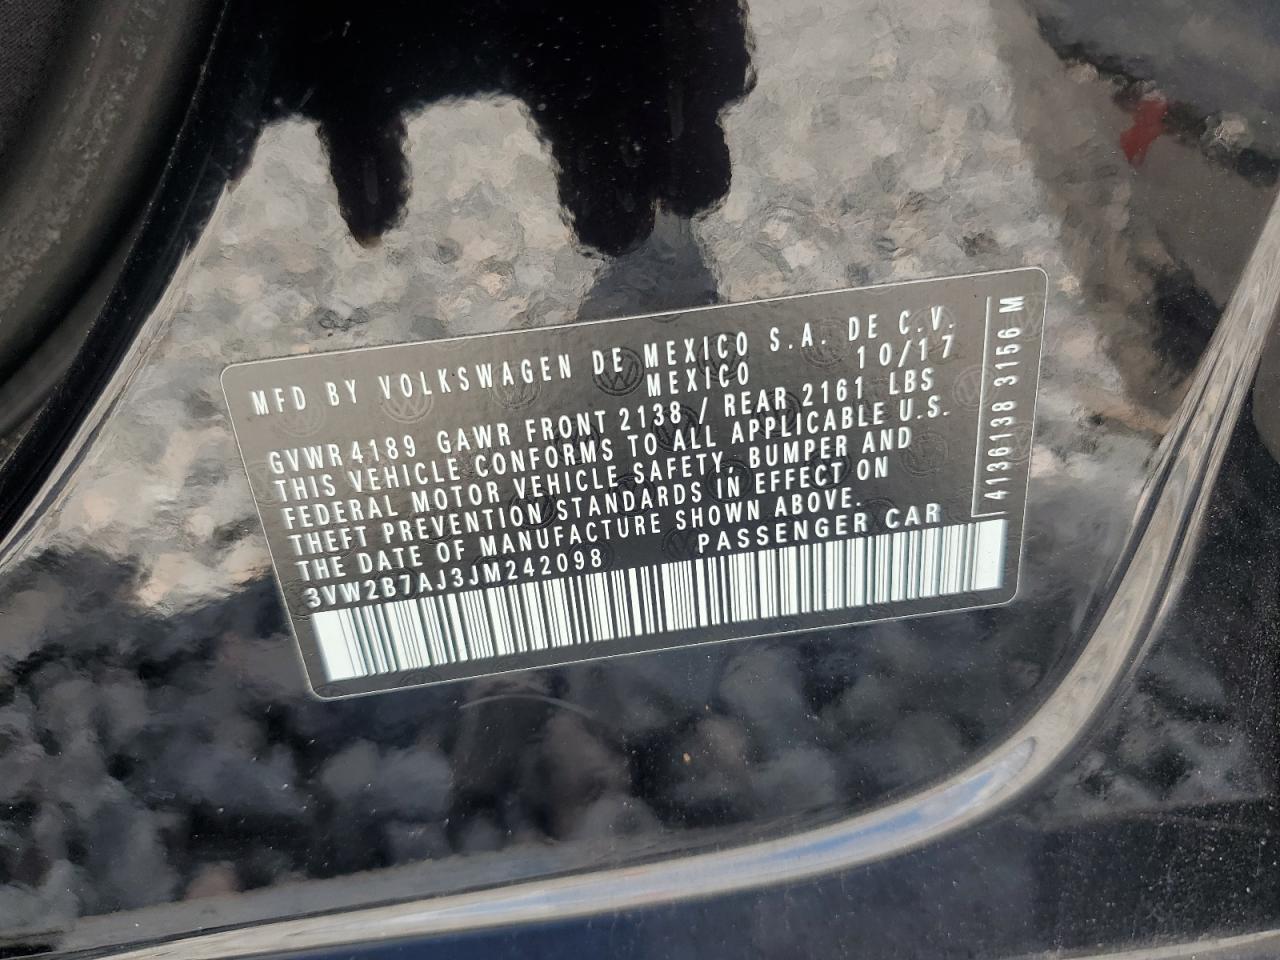 MFD BY VOLKSWAGEN DE MEXICO S.A. DE C.V.
MEXICO 10/17
GVWR 4189 GAWR FRONT 2138 / REAR 2161 LBS
THIS VEHICLE CONFORMS TO ALL APPLICABLE U.S.
FEDERAL MOTOR VEHICLE SAFETY, BUMPER AND
THEFT PREVENTION STANDARDS IN EFFECT ON
THE DATE OF MANUFACTURE SHOWN ABOVE.
3VW2B7AJ3JM242098 PASSENGER CAR
4136138 3156 M